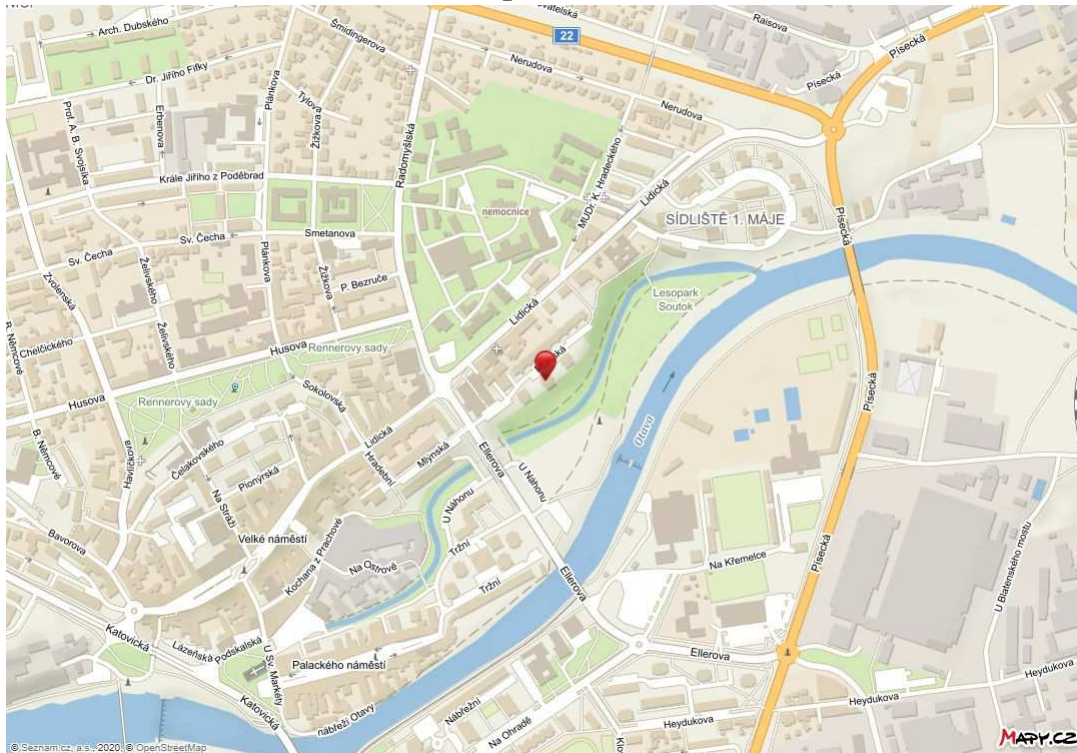 Arch. Dubského
Šmidingerova
22
Raisova
Písecká
Dr. Jiřího Fifky
Nerudova
Nerudova
Písecká
Prof. A. B. Svojsíka
Erbenova
Plánkova
Tylova
Žižkova
Radomyšlská
MUDr. K. Hradeckého
Lidická
Krále Jiřího z Poděbrad
nemocnice
SÍDLIŠTĚ 1. MÁJE
Písecká
Smetanova
Sv. Čecha
Sv. Čecha
Plánkova
Žižkova
P. Bezruče
Zvolenská
Želivského
Želivského
Lesopark
Soutok
Lidická
B. Němcové
Chelčického
Husova
Rennerovy sady
Husova
Rennerovy sady
Sokolovská
Písecká
Otava
B. Němcové
Havlíčkova
Čelakovského
Lidická
Mlýnská
Ellerova
Hradební
Pionýrská
Na Stráži
U Náhonu
U Náhonu
Bavorova
Velké náměstí
Kochana z Prachové
Na Ostrově
Tržní
Tržní
Ellerova
Na Křemelce
Písecká
U Blatenského mostu
Katovická
Lázeňská
Podskalská
U Sv. Markéty
Palackého náměstí
Ellerova
Katovická
nábřeží Otavy
Nábřežní
Na Ohradě
Heydukova
Heydukova
Heydukova
© Seznam.cz, a.s., 2020, © OpenStreetMap
MAPY.CZ